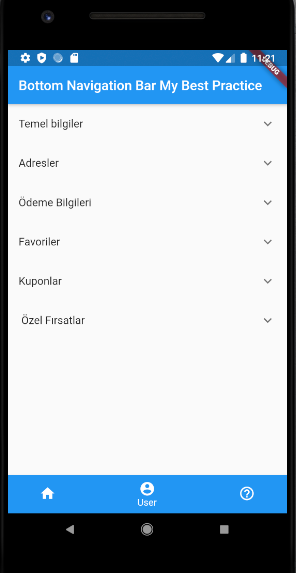 11:21
DEBUG
Bottom Navigation Bar My Best Practice
Temel bilgiler
Adresler
Ödeme Bilgileri
Favoriler
Kuponlar
Özel Fırsatlar
User